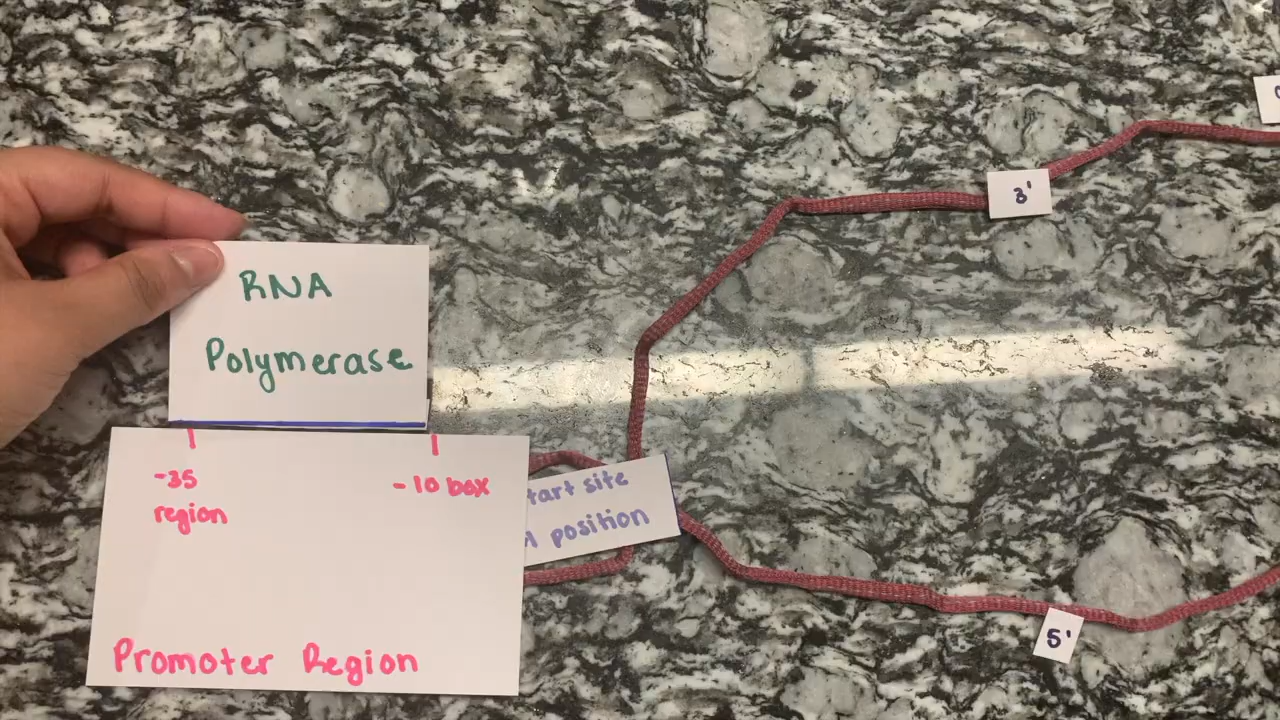 RNA
Polymerase
3'
-35
region
-10 box
tart site
position
5'
Promoter Region